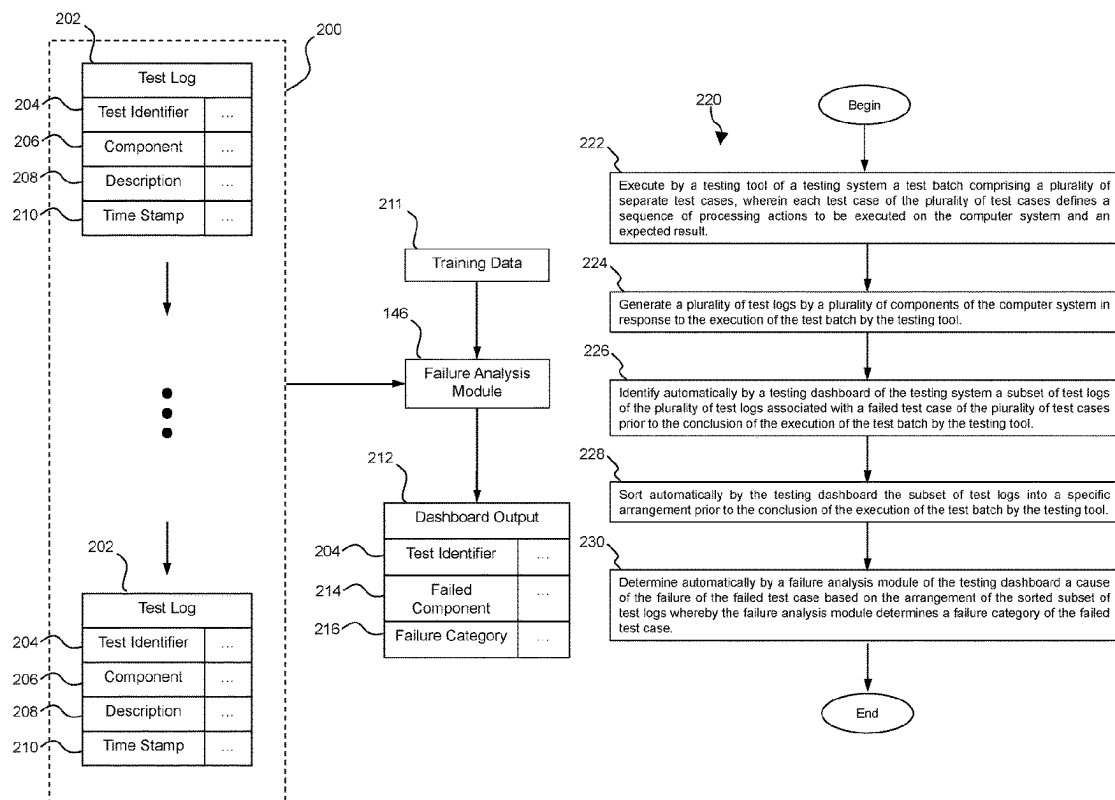 202
200
Test Log
204
Test Identifier ...
206
Component ...
208
Description ...
210
Time Stamp ...
202
Test Log
204
Test Identifier ...
206
Component ...
208
Description ...
210
Time Stamp ...
211
Training Data
146
Failure Analysis
Module
212
Dashboard Output
204
Test Identifier ...
214
Failed
Component ...
216
Failure Category ...
220
Begin
222
Execute by a testing tool of a testing system a test batch comprising a plurality of
separate test cases, wherein each test case of the plurality of test cases defines a
sequence of processing actions to be executed on the computer system and an
expected result.
224
Generate a plurality of test logs by a plurality of components of the computer system in
response to the execution of the test batch by the testing tool.
226
Identify automatically by a testing dashboard of the testing system a subset of test logs
of the plurality of test logs associated with a failed test case of the plurality of test cases
prior to the conclusion of the execution of the test batch by the testing tool.
228
Sort automatically by the testing dashboard the subset of test logs into a specific
arrangement prior to the conclusion of the execution of the test batch by the testing tool.
230
Determine automatically by a failure analysis module of the testing dashboard a cause
of the failure of the failed test case based on the arrangement of the sorted subset
of test logs whereby the failure analysis module determines a failure category of the failed
test case.
End